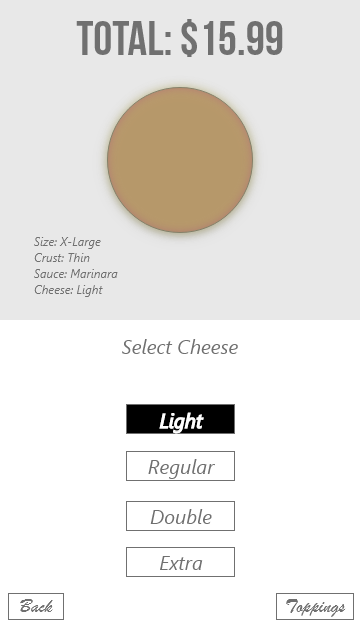 TOTAL: $15.99
Size: X-Large
Crust: Thin
Sauce: Marinara
Cheese: Light
Select Cheese
Light
Regular
Double
Extra
Back
Toppings